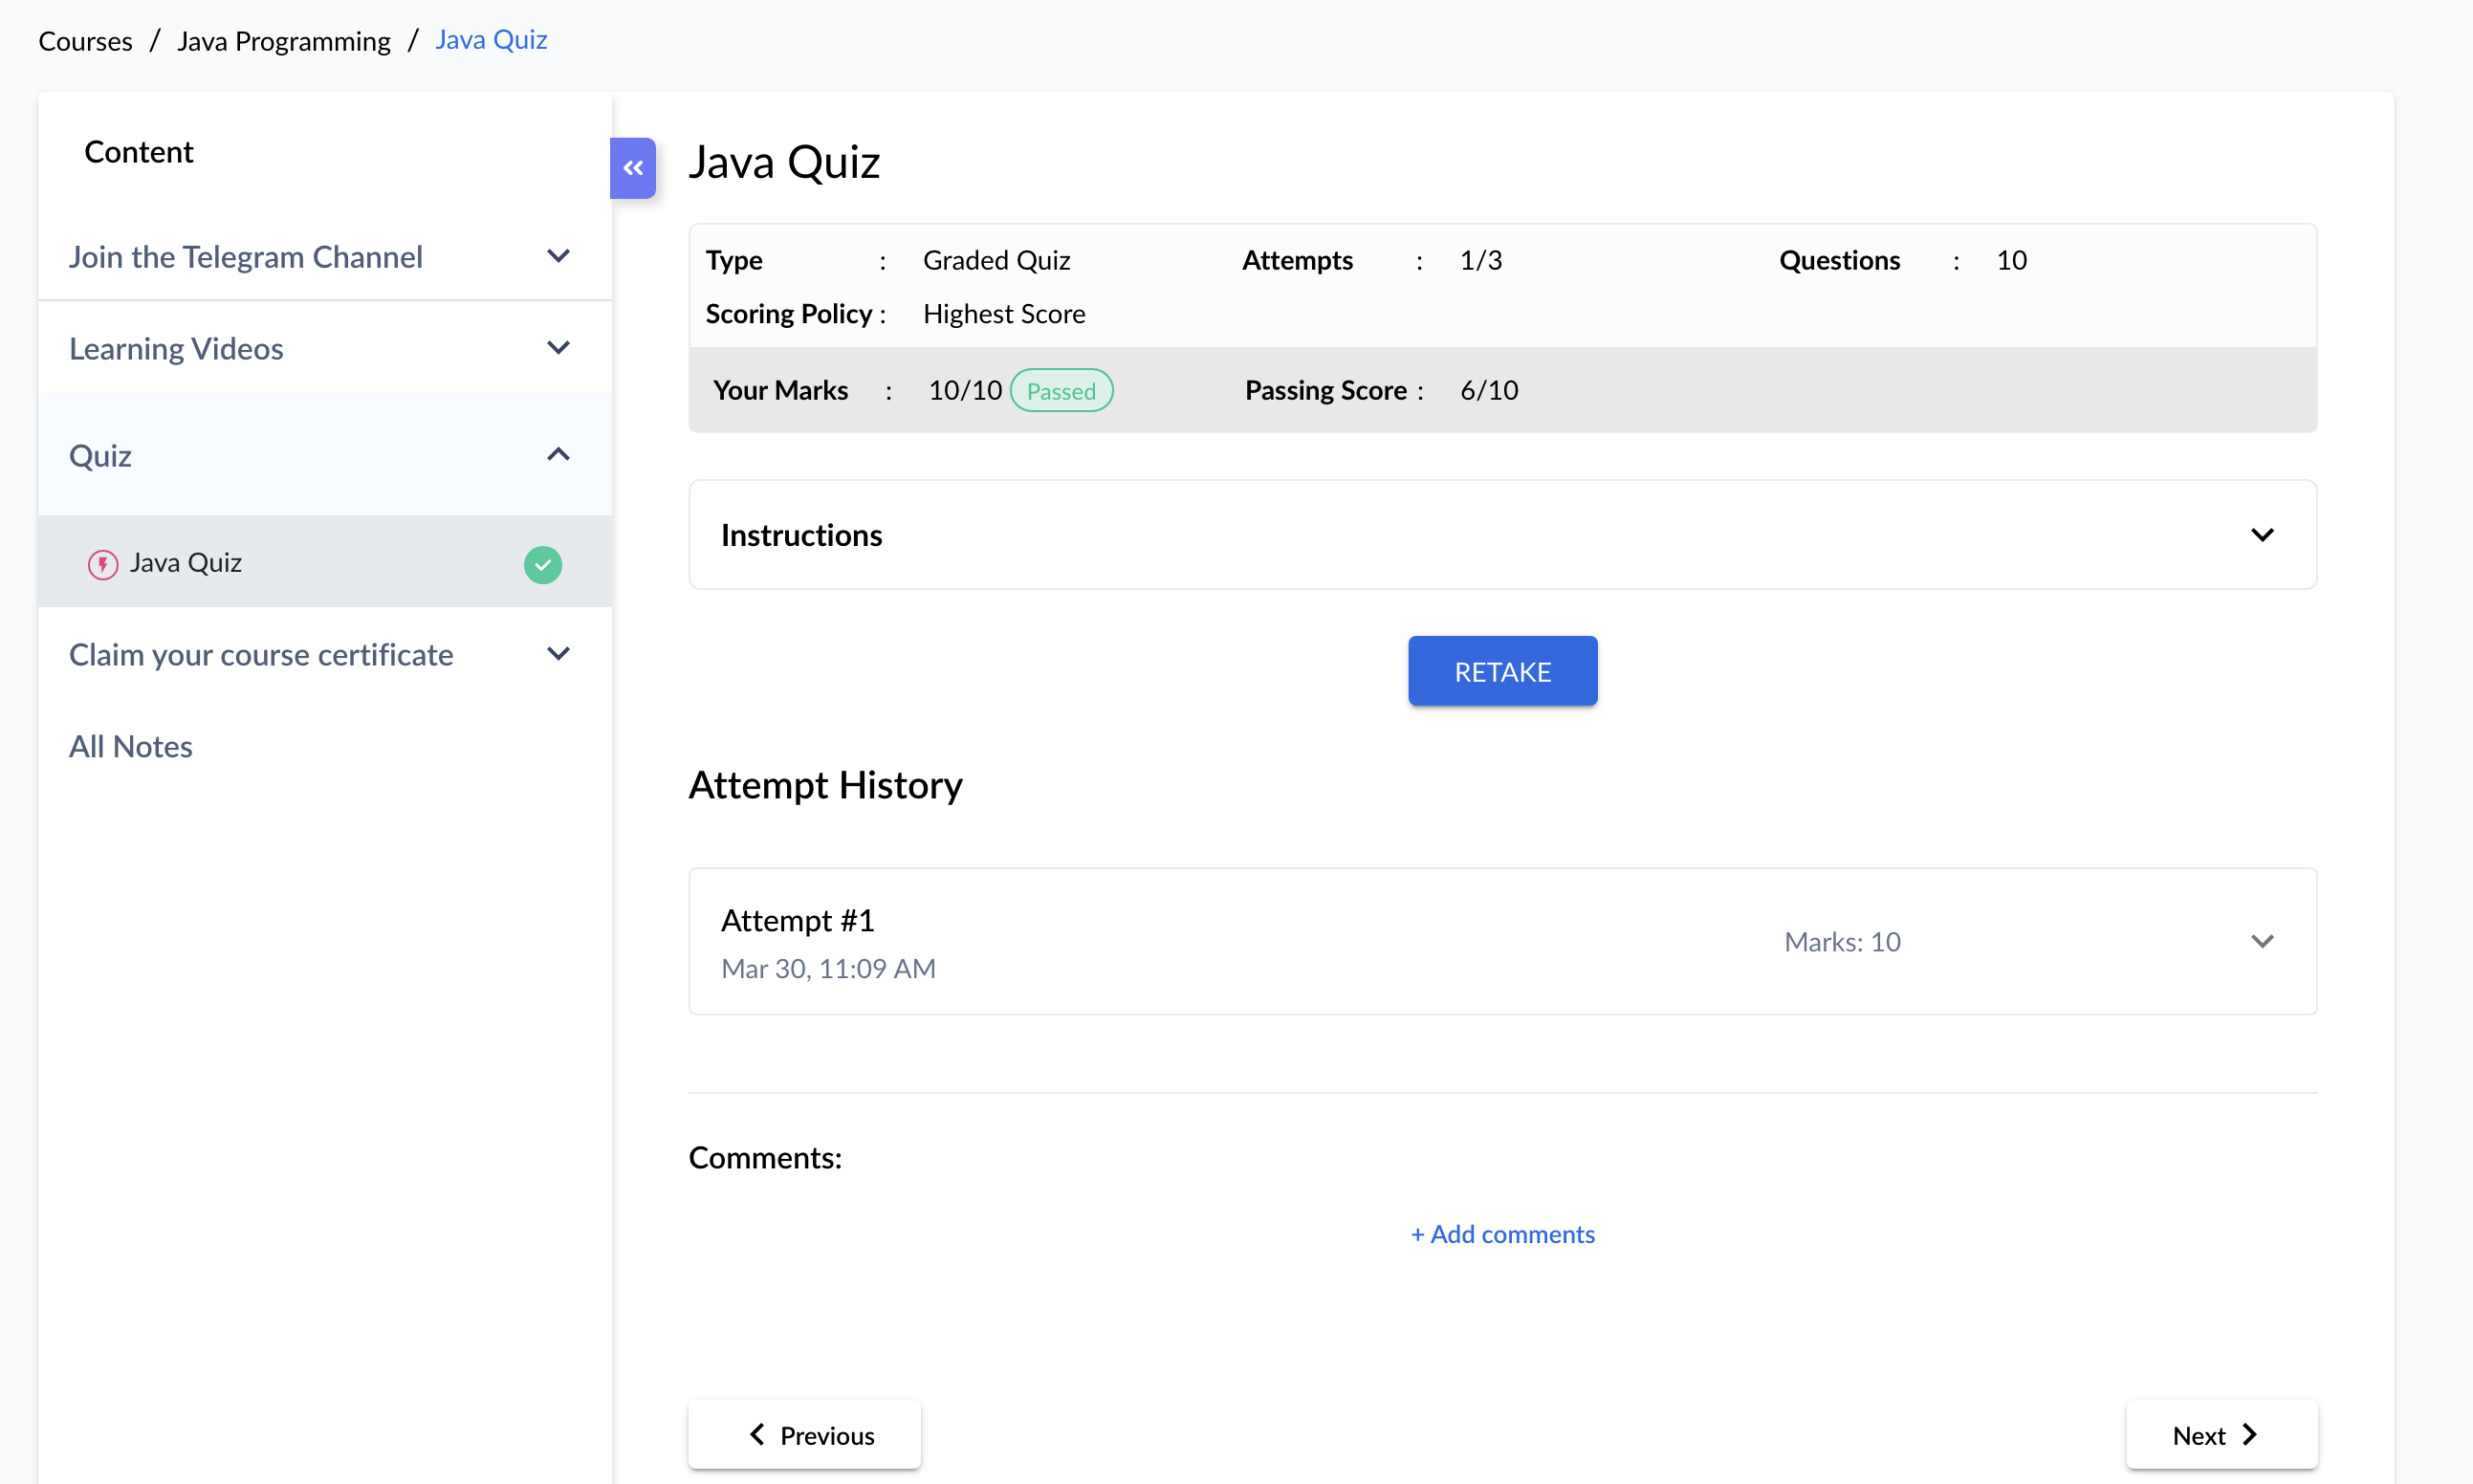 Courses / Java Programming / Java Quiz
Content
Join the Telegram Channel
Learning Videos
Quiz
Java Quiz
Claim your course certificate
All Notes
Java Quiz
Type : Graded Quiz Attempts : 1/3 Questions : 10
Scoring Policy : Highest Score
Your Marks : 10/10 Passed Passing Score : 6/10
Instructions
RETAKE
Attempt History
Attempt #1
Mar 30, 11:09 AM
Marks: 10
Comments:
+ Add comments
Previous
Next